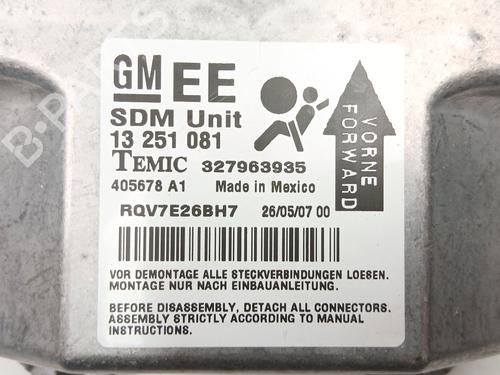 GM EE
SDM Unit
13 251 081
TEMIC 327963935
405678 A1 Made in Mexico
RQV7E26BH7 26/05/07 00
VORNE
FORWARD
VOR DEMONTAGE ALLE STECKVERBINDUNGEN LOESEN.
MONTAGE NUR NACH EINBAUANLEITUNG.
BEFORE DISASSEMBLY, DETACH ALL CONNECTORS.
ASSEMBLY STRICTLY ACCORDING TO MANUAL
INSTRUCTIONS.
B-PARTS